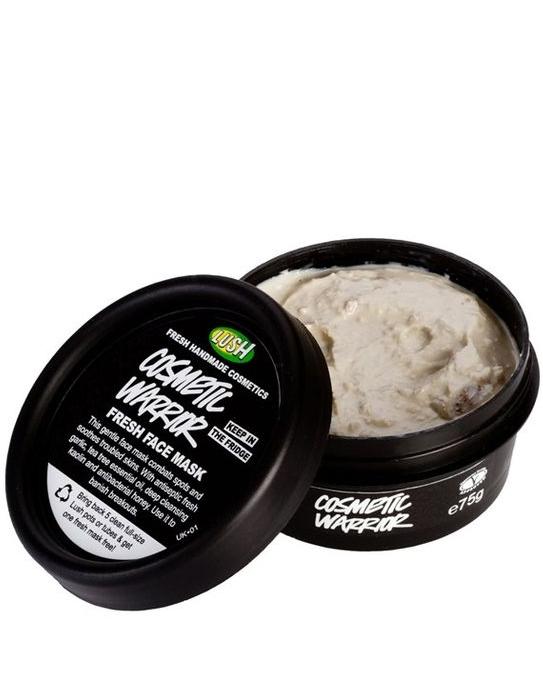 LUSH
FRESH HANDMADE COSMETICS
COSMETIC
WARRIOR
FRESH FACE MASK
KEEP IN
THE FRIDGE
This gentle face mask combats spots and
soothes troubled skins. With antiseptic fresh
garlic, tea tree essential oil, deep cleansing
kaolin and antibacterial honey. Use it to
banish breakouts.
Bring back 5 clean full-size
Lush pots or tubes & get
one fresh mask free!
UK•01
COSMETIC
WARRIOR
e75g